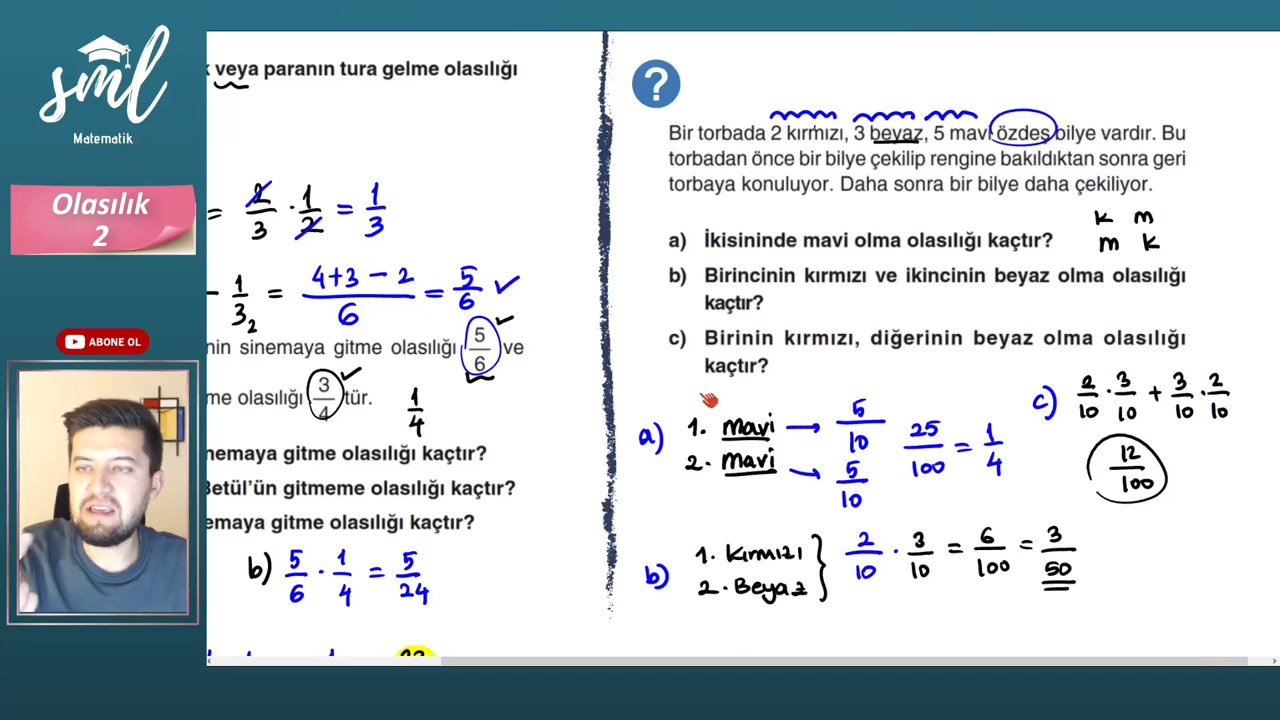 sml
Matematik
Olasılık
2
ABONE OL
k veya paranın tura gelme olasılığı
= 2/3 · 1/2 = 1/3
- 1/3 2 = 4+3-2/6 = 5/6 ✓
nin sinemaya gitme olasılığı 5/6 ve
me olasılığı 3/4 tür.
1/4
nemaya gitme olasılığı kaçtır?
Betül'ün gitmeme olasılığı kaçtır?
emaya gitme olasılığı kaçtır?
b) 5/6 · 1/4 = 5/24
?
Bir torbada 2 kırmızı, 3 beyaz, 5 mavi özdeş bilye vardır. Bu
torbadan önce bir bilye çekilip rengine bakıldıktan sonra geri
torbaya konuluyor. Daha sonra bir bilye daha çekiliyor.
k m
m k
a) İkisininde mavi olma olasılığı kaçtır?
b) Birincinin kırmızı ve ikincinin beyaz olma olasılığı
kaçtır?
c) Birinin kırmızı, diğerinin beyaz olma olasılığı
kaçtır?
a) 1. mavi → 5/10
2. mavi → 5/10
25/100 = 1/4
c) 2/10 · 3/10 + 3/10 · 2/10
12/100
b) 1. Kırmızı
2. Beyaz
2/10 · 3/10 = 6/100 = 3/50